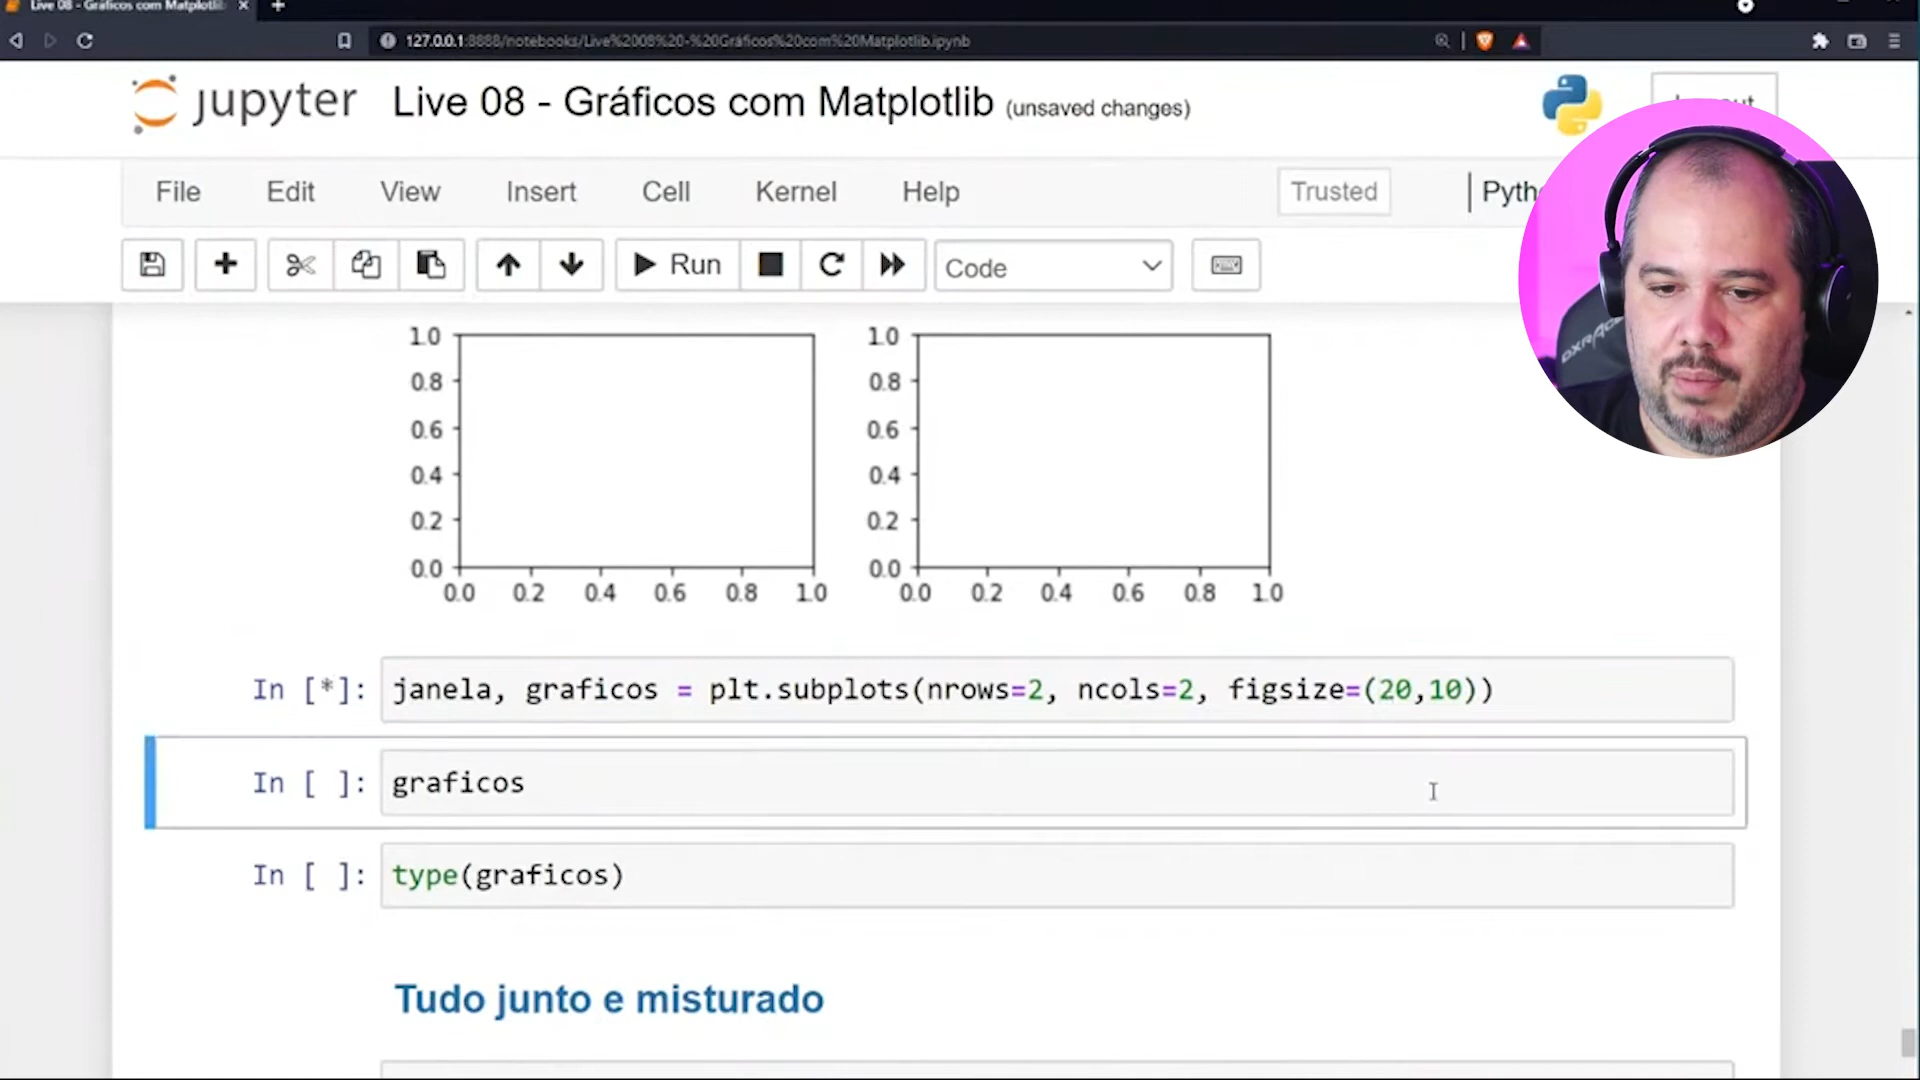 Live 08 - Gráficos com Matplotlib
127.0.0.1:8888/notebooks/Live%2008%20-%20Gráficos%20com%20Matplotlib.ipynb
jupyter Live 08 - Gráficos com Matplotlib (unsaved changes)
File Edit View Insert Cell Kernel Help Trusted
Run Code
1.0 1.0
0.8 0.8
0.6 0.6
0.4 0.4
0.2 0.2
0.0 0.0
0.0 0.2 0.4 0.6 0.8 1.0 0.0 0.2 0.4 0.6 0.8 1.0
In [*]: janela, graficos = plt.subplots(nrows=2, ncols=2, figsize=(20,10))
In [ ]: graficos
In [ ]: type(graficos)
Tudo junto e misturado